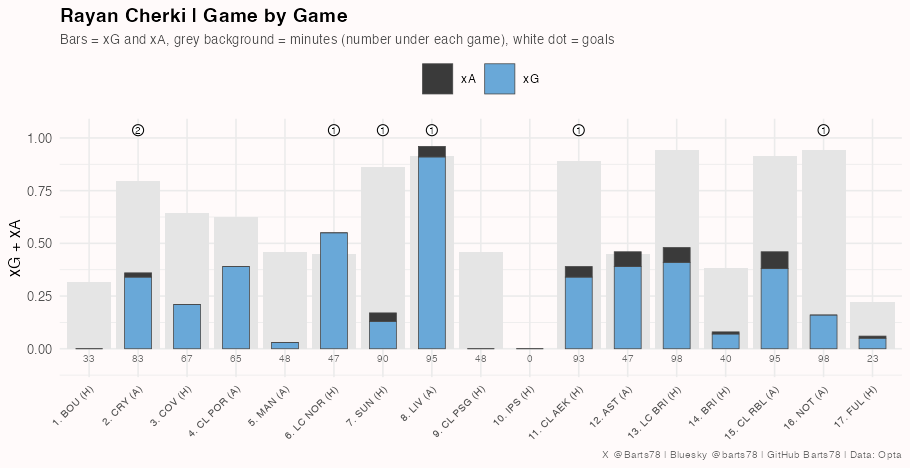 Rayan Cherki | Game by Game
Bars = xG and xA, grey background = minutes (number under each game), white dot = goals
xA xG
2 1 1 1 1 1
1.00
0.75
0.50
0.25
0.00
xG + xA
33 83 67 65 48 47 90 95 48 0 93 47 98 40 95 98 23
1. BOU (H)
2. CRY (A)
3. COV (H)
4. CL POR (A)
5. MAN (A)
6. LC NOR (H)
7. SUN (H)
8. LIV (A)
9. CL PSG (H)
10. IPS (H)
11. CL AEK (H)
12. AST (A)
13. LC BRI (H)
14. BRI (H)
15. CL RBL (A)
16. NOT (A)
17. FUL (H)
X @Barts78 | Bluesky @barts78 | GitHub Barts78 | Data: Opta